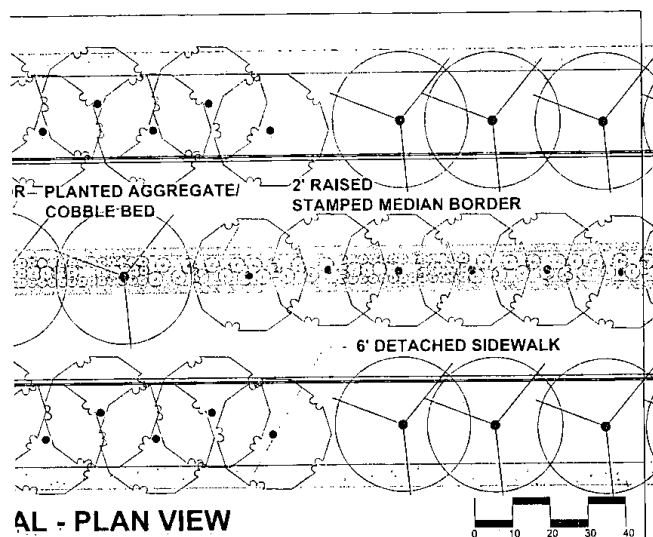 R— PLANTED AGGREGATE/
COBBLE BED
2' RAISED
STAMPED MEDIAN BORDER
6' DETACHED SIDEWALK
AL - PLAN VIEW
0 10 20 30 40